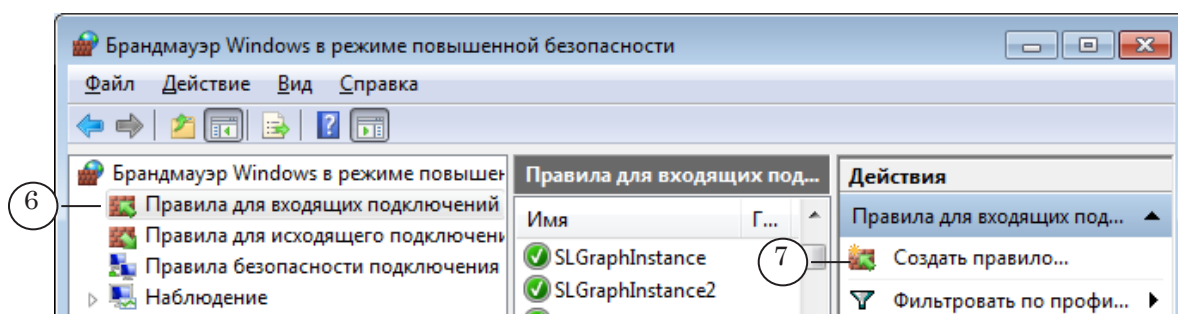 Брандмауэр Windows в режиме повышенной безопасности
Файл Действие Вид Справка
Брандмауэр Windows в режиме повышен
Правила для входящих подключений
Правила для исходящего подключени
Правила безопасности подключения
Наблюдение
6
Правила для входящих под...
Имя Г...
SLGraphInstance
SLGraphInstance2
7
Действия
Правила для входящих под...
Создать правило...
Фильтровать по профи...